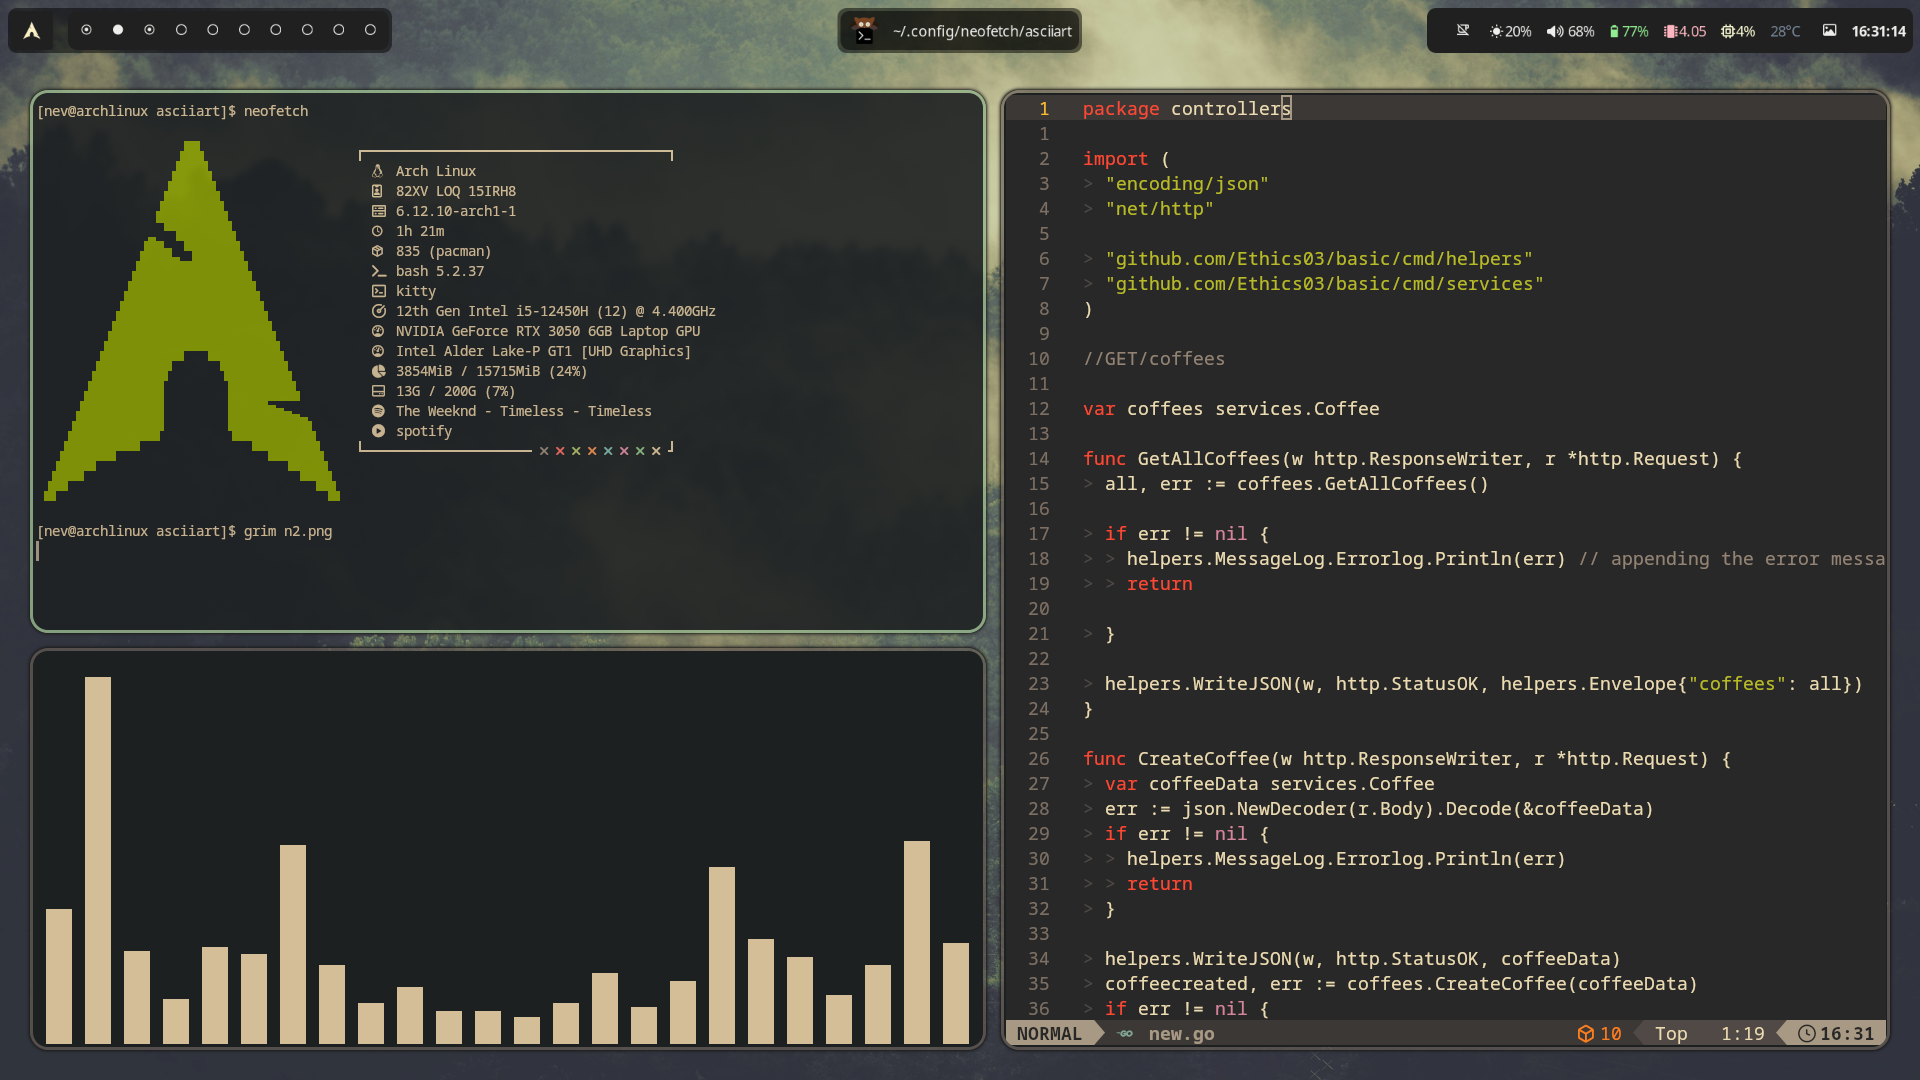 ~/.config/neofetch/asciiart
20% 68% 77% 4.05 4% 28°C 16:31:14
[nev@archlinux asciiart]$ neofetch
Arch Linux
82XV LOQ 15IRH8
6.12.10-arch1-1
1h 21m
835 (pacman)
bash 5.2.37
kitty
12th Gen Intel i5-12450H (12) @ 4.400GHz
NVIDIA GeForce RTX 3050 6GB Laptop GPU
Intel Alder Lake-P GT1 [UHD Graphics]
3854MiB / 15715MiB (24%)
13G / 200G (7%)
The Weeknd - Timeless - Timeless
spotify
[nev@archlinux asciiart]$ grim n2.png
1 package controllers
1
2 import (
3 > "encoding/json"
4 > "net/http"
5
6 > "github.com/Ethics03/basic/cmd/helpers"
7 > "github.com/Ethics03/basic/cmd/services"
8 )
9
10 //GET/coffees
11
12 var coffees services.Coffee
13
14 func GetAllCoffees(w http.ResponseWriter, r *http.Request) {
15 > all, err := coffees.GetAllCoffees()
16
17 > if err != nil {
18 > > helpers.MessageLog.Errorlog.Println(err) // appending the error messa
19 > > return
20
21 > }
22
23 > helpers.WriteJSON(w, http.StatusOK, helpers.Envelope{"coffees": all})
24 }
25
26 func CreateCoffee(w http.ResponseWriter, r *http.Request) {
27 > var coffeeData services.Coffee
28 > err := json.NewDecoder(r.Body).Decode(&coffeeData)
29 > if err != nil {
30 > > helpers.MessageLog.Errorlog.Println(err)
31 > > return
32 > }
33
34 > helpers.WriteJSON(w, http.StatusOK, coffeeData)
35 > coffeecreated, err := coffees.CreateCoffee(coffeeData)
36 > if err != nil {
NORMAL new.go 10 Top 1:19 16:31